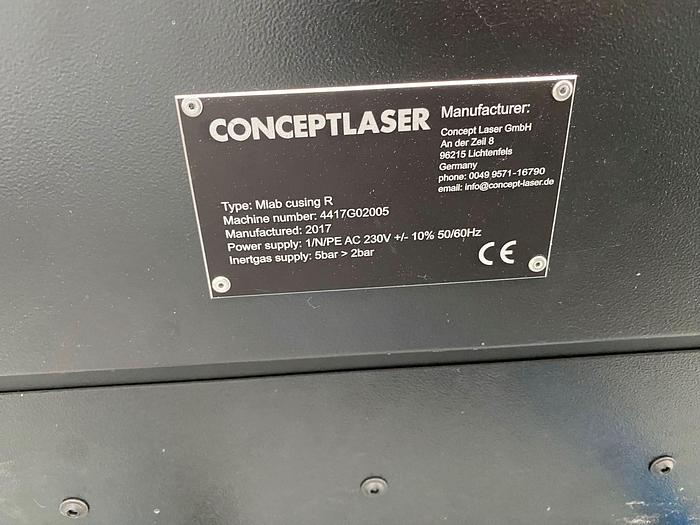 CONCEPTLASER
Manufacturer:
Concept Laser GmbH
An der Zeil 8
96215 Lichtenfels
Germany
phone: 0049 9571-16790
email: info@concept-laser.de
Type: Mlab cusing R
Machine number: 4417G02005
Manufactured: 2017
Power supply: 1/N/PE AC 230V +/- 10% 50/60Hz
Inertgas supply: 5bar > 2bar
CE